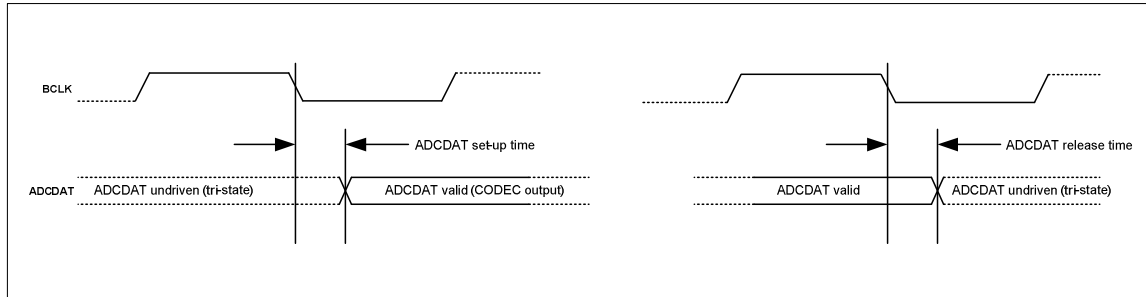 BCLK
ADCDAT set-up time
ADCDAT release time
ADCDAT
ADCDAT undriven (tri-state)
ADCDAT valid (CODEC output)
ADCDAT valid
ADCDAT undriven (tri-state)